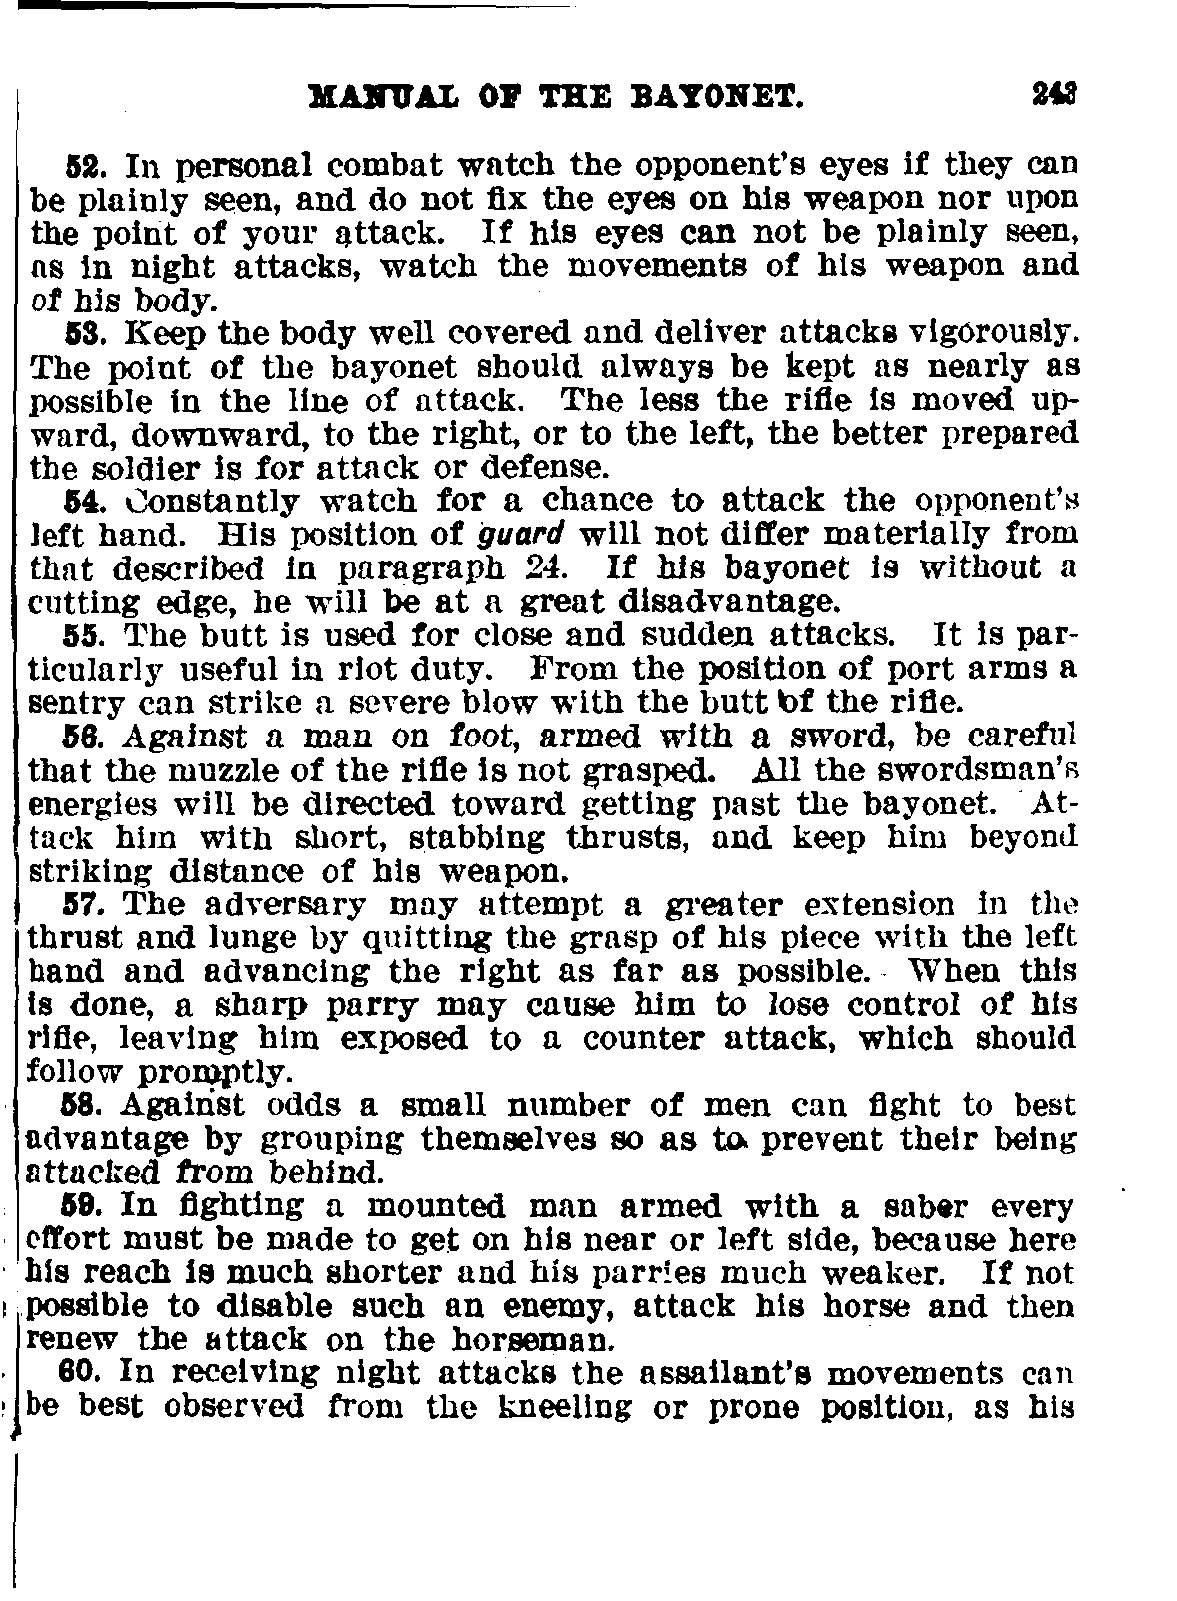 MANUAL OF THE BAYONET. 243
52. In personal combat watch the opponent's eyes if they can
be plainly seen, and do not fix the eyes on his weapon nor upon
the point of your attack. If his eyes can not be plainly seen,
as in night attacks, watch the movements of his weapon and
of his body.
53. Keep the body well covered and deliver attacks vigorously.
The point of the bayonet should always be kept as nearly as
possible in the line of attack. The less the rifle is moved up-
ward, downward, to the right, or to the left, the better prepared
the soldier is for attack or defense.
54. Constantly watch for a chance to attack the opponent's
left hand. His position of guard will not differ materially from
that described in paragraph 24. If his bayonet is without a
cutting edge, he will be at a great disadvantage.
55. The butt is used for close and sudden attacks. It is par-
ticularly useful in riot duty. From the position of port arms a
sentry can strike a severe blow with the butt of the rifle.
56. Against a man on foot, armed with a sword, be careful
that the muzzle of the rifle is not grasped. All the swordsman's
energies will be directed toward getting past the bayonet. At-
tack him with short, stabbing thrusts, and keep him beyond
striking distance of his weapon.
57. The adversary may attempt a greater extension in the
thrust and lunge by quitting the grasp of his piece with the left
hand and advancing the right as far as possible. When this
is done, a sharp parry may cause him to lose control of his
rifle, leaving him exposed to a counter attack, which should
follow promptly.
58. Against odds a small number of men can fight to best
advantage by grouping themselves so as to prevent their being
attacked from behind.
59. In fighting a mounted man armed with a saber every
effort must be made to get on his near or left side, because here
his reach is much shorter and his parries much weaker. If not
possible to disable such an enemy, attack his horse and then
renew the attack on the horseman.
60. In receiving night attacks the assailant's movements can
be best observed from the kneeling or prone position, as his